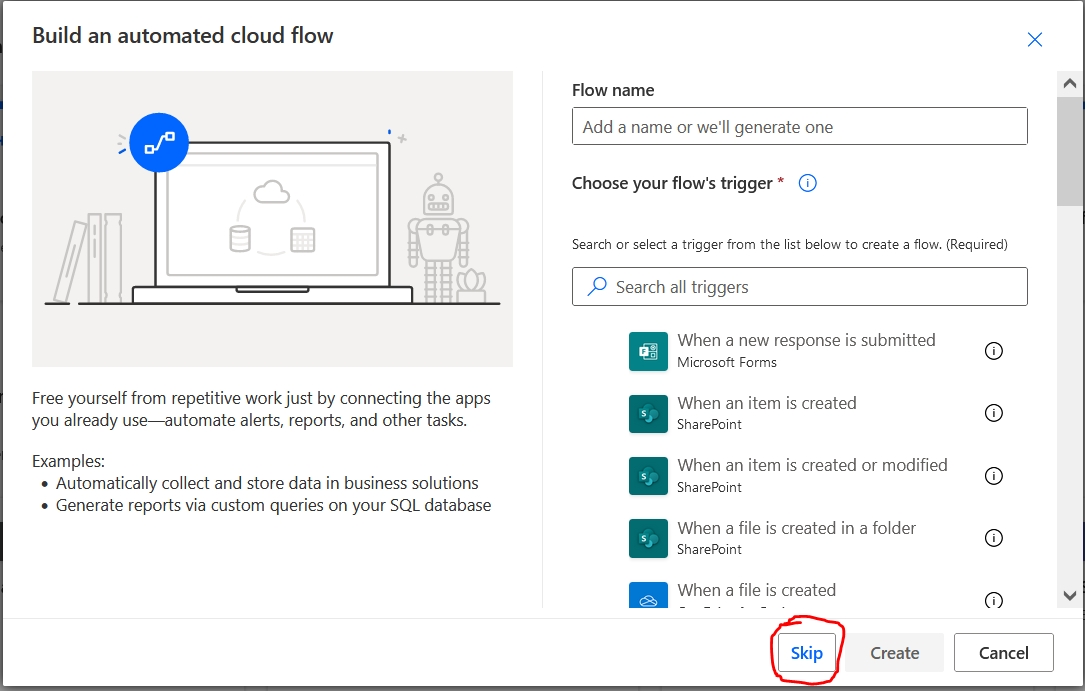 Build an automated cloud flow
Free yourself from repetitive work just by connecting the apps
you already use—automate alerts, reports, and other tasks.
Examples:
• Automatically collect and store data in business solutions
• Generate reports via custom queries on your SQL database
Flow name
Add a name or we'll generate one
Choose your flow's trigger *
Search or select a trigger from the list below to create a flow. (Required)
Search all triggers
When a new response is submitted
Microsoft Forms
When an item is created
SharePoint
When an item is created or modified
SharePoint
When a file is created in a folder
SharePoint
When a file is created
Skip
Create
Cancel